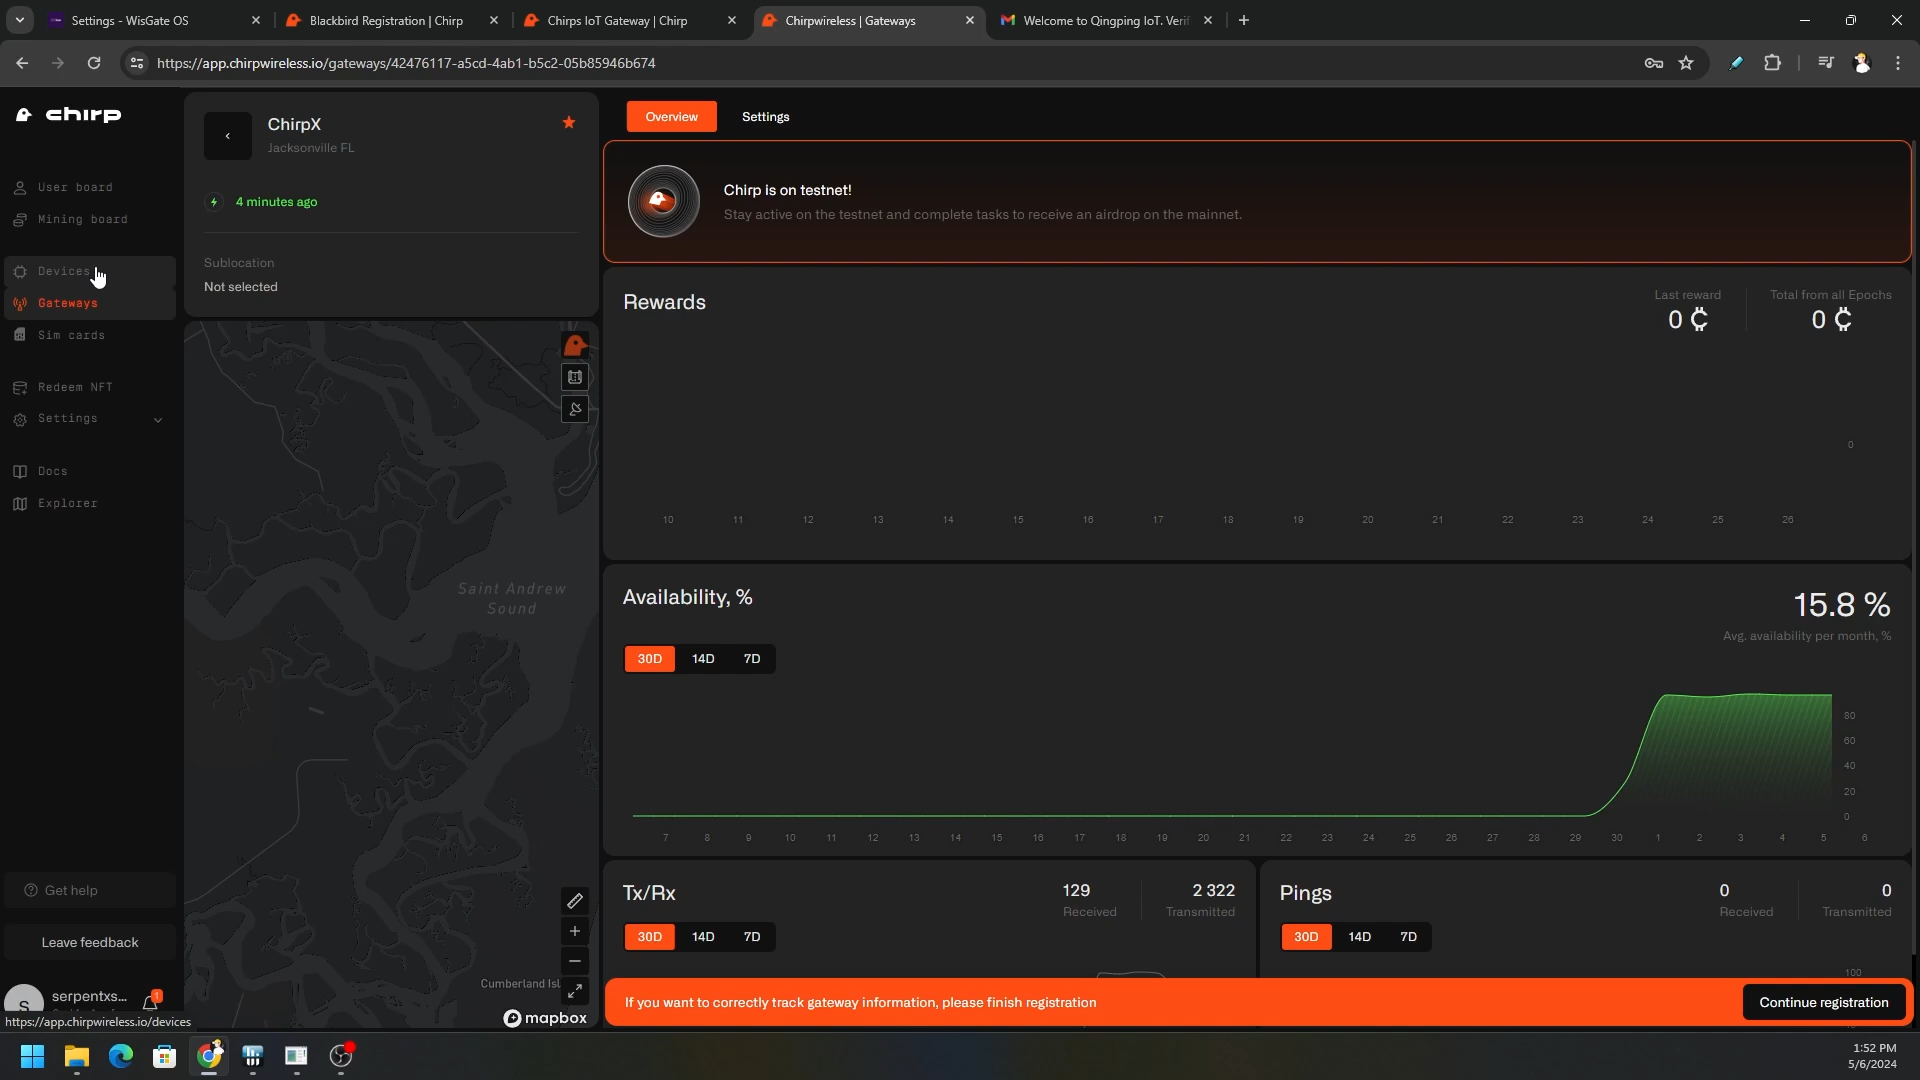 Settings - WisGate OS
Blackbird Registration | Chirp
Chirps IoT Gateway | Chirp
Chirpwireless | Gateways
Welcome to Qingping IoT. Verif
https://app.chirpwireless.io/gateways/42476117-a5cd-4ab1-b5c2-05b85946b674
chirp
User board
Mining board
Devices
Gateways
Sim cards
Redeem NFT
Settings
Docs
Explorer
Get help
Leave feedback
S
serpentxs...
1
https://app.chirpwireless.io/devices
ChirpX
Jacksonville FL
4 minutes ago
Sublocation
Not selected
Saint Andrew
Sound
Cumberland Isl
mapbox
Overview
Settings
Chirp is on testnet!
Stay active on the testnet and complete tasks to receive an airdrop on the mainnet.
Rewards
Last reward
0
Total from all Epochs
0
0
10 11 12 13 14 15 16 17 18 19 20 21 22 23 24 25 26
Availability, %
15.8 %
Avg. availability per month, %
30D 14D 7D
80
60
40
20
0
7 8 9 10 11 12 13 14 15 16 17 18 19 20 21 22 23 24 25 26 27 28 29 30 1 2 3 4 5 6
Tx/Rx
129
Received
2 322
Transmitted
30D 14D 7D
Pings
0
Received
0
Transmitted
30D 14D 7D
100
If you want to correctly track gateway information, please finish registration
Continue registration
1:52 PM
5/6/2024